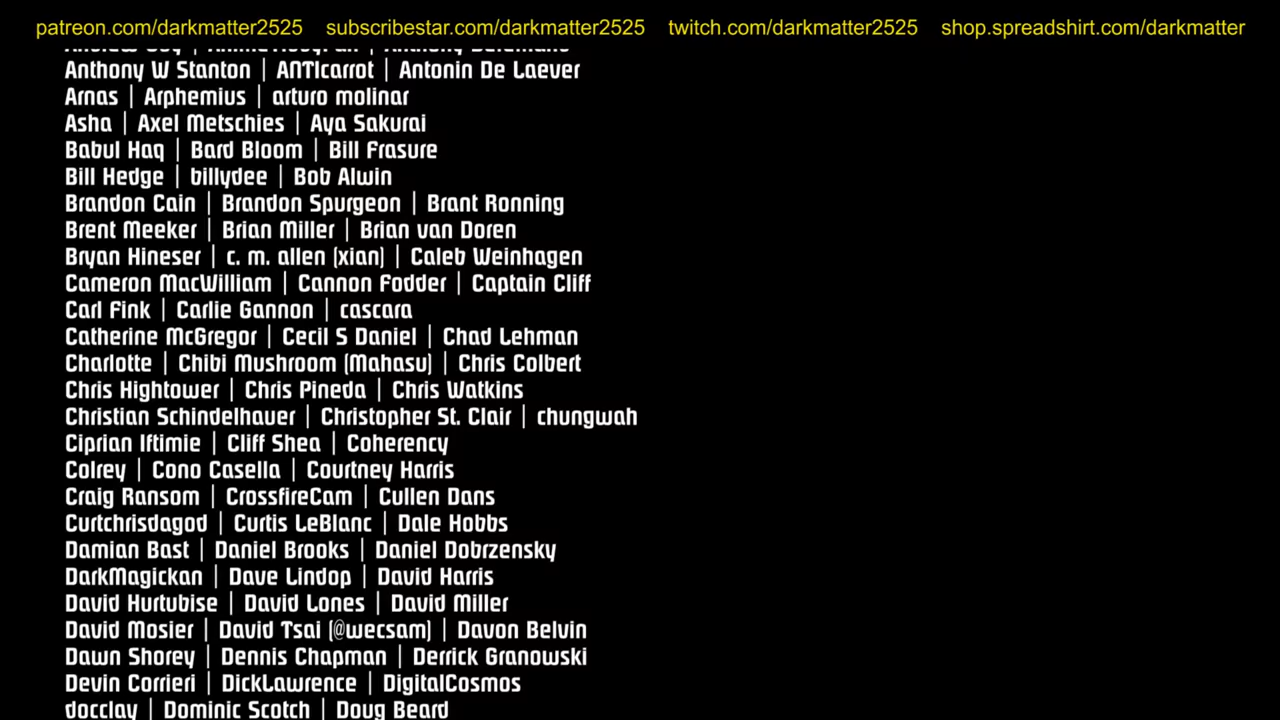 patreon.com/darkmatter2525 subscribestar.com/darkmatter2525 twitch.com/darkmatter2525 shop.spreadshirt.com/darkmatter
Anthony W Stanton | ANTIcarrot | Antonin De Laever
Arnas | Arphemius | arturo molinar
Asha | Axel Metschies | Aya Sakurai
Babul Haq | Bard Bloom | Bill Frasure
Bill Hedge | billydee | Bob Alwin
Brandon Cain | Brandon Spurgeon | Brant Ronning
Brent Meeker | Brian Miller | Brian van Doren
Bryan Hineser | c. m. allen (xian) | Caleb Weinhagen
Cameron MacWilliam | Cannon Fodder | Captain Cliff
Carl Fink | Carlie Gannon | cascara
Catherine McGregor | Cecil S Daniel | Chad Lehman
Charlotte | Chibi Mushroom (Mahasu) | Chris Colbert
Chris Hightower | Chris Pineda | Chris Watkins
Christian Schindelhauer | Christopher St. Clair | chungwah
Ciprian Iftimie | Cliff Shea | Coherency
Colrey | Cono Casella | Courtney Harris
Craig Ransom | CrossfireCam | Cullen Dans
Curtchrisdagod | Curtis LeBlanc | Dale Hobbs
Damian Bast | Daniel Brooks | Daniel Dobrzensky
DarkMagickan | Dave Lindop | David Harris
David Hurtubise | David Lones | David Miller
David Mosier | David Tsai (@wecsam) | Davon Belvin
Dawn Shorey | Dennis Chapman | Derrick Granowski
Devin Corrieri | DickLawrence | DigitalCosmos
docclay | Dominic Scotch | Doug Beard